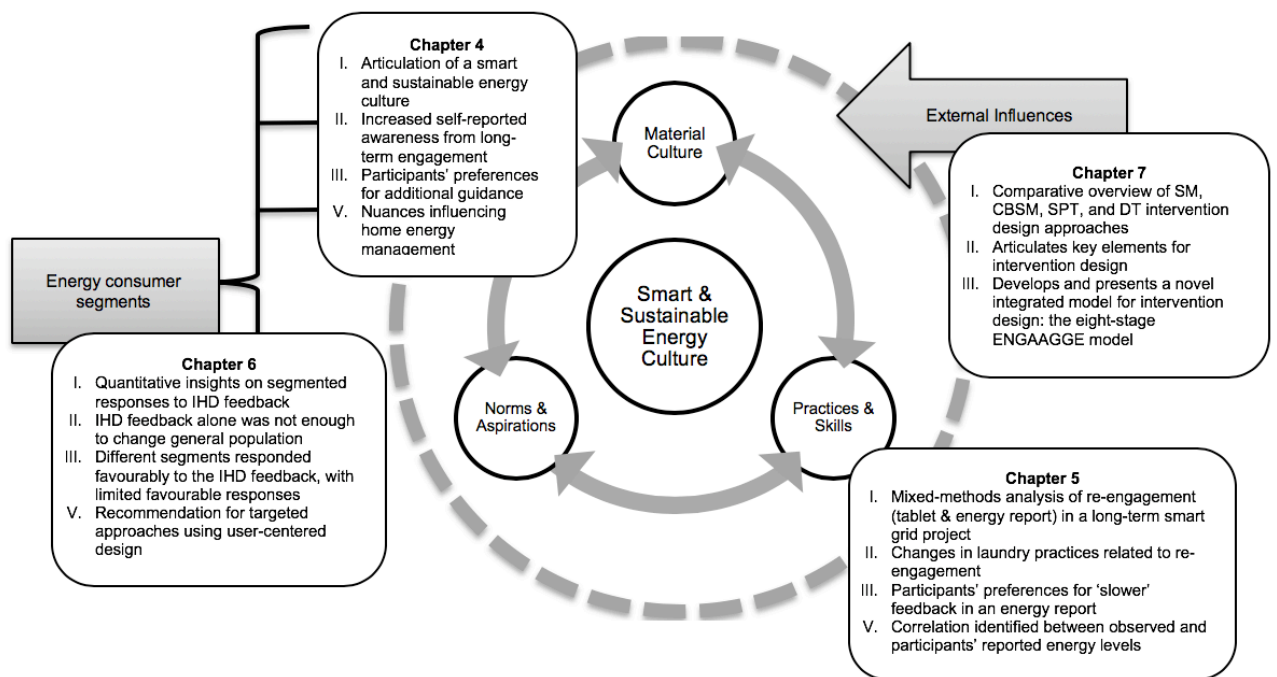 Chapter 4
I. Articulation of a smart
and sustainable energy
culture
II. Increased self-reported
awareness from long-
term engagement
III. Participants' preferences
for additional guidance
V. Nuances influencing
home energy
management
Material
Culture
External Influences
Chapter 7
I. Comparative overview of SM,
CBSM, SPT, and DT intervention
design approaches
II. Articulates key elements for
intervention design
III. Develops and presents a novel
integrated model for intervention
design: the eight-stage
ENGAAGGE model
Energy consumer
segments
Smart &
Sustainable
Energy
Culture
Chapter 6
I. Quantitative insights on segmented
responses to IHD feedback
II. IHD feedback alone was not enough
to change general population
III. Different segments responded
favourably to the IHD feedback, with
limited favourable responses
V. Recommendation for targeted
approaches using user-centered
design
Norms &
Aspirations
Practices &
Skills
Chapter 5
I. Mixed-methods analysis of re-engagement
(tablet & energy report) in a long-term smart
grid project
II. Changes in laundry practices related to re-
engagement
III. Participants' preferences for 'slower'
feedback in an energy report
V. Correlation identified between observed and
participants' reported energy levels